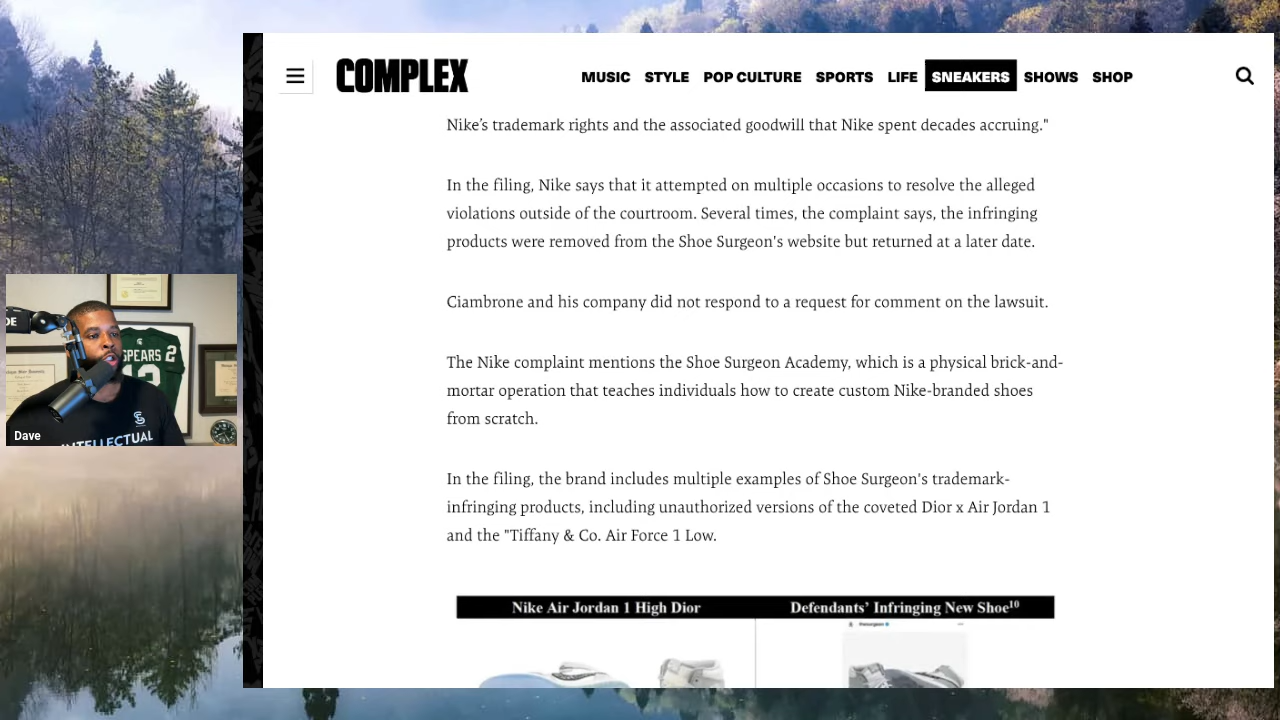 COMPLEX
MUSIC STYLE POP CULTURE SPORTS LIFE SNEAKERS SHOWS SHOP
Nike’s trademark rights and the associated goodwill that Nike spent decades accruing."
In the filing, Nike says that it attempted on multiple occasions to resolve the alleged
violations outside of the courtroom. Several times, the complaint says, the infringing
products were removed from the Shoe Surgeon's website but returned at a later date.
Ciambrone and his company did not respond to a request for comment on the lawsuit.
The Nike complaint mentions the Shoe Surgeon Academy, which is a physical brick-and-
mortar operation that teaches individuals how to create custom Nike-branded shoes
from scratch.
In the filing, the brand includes multiple examples of Shoe Surgeon's trademark-
infringing products, including unauthorized versions of the coveted Dior x Air Jordan 1
and the "Tiffany & Co. Air Force 1 Low.
Nike Air Jordan 1 High Dior
Defendants’ Infringing New Shoe10
SPEARS 2
Dave